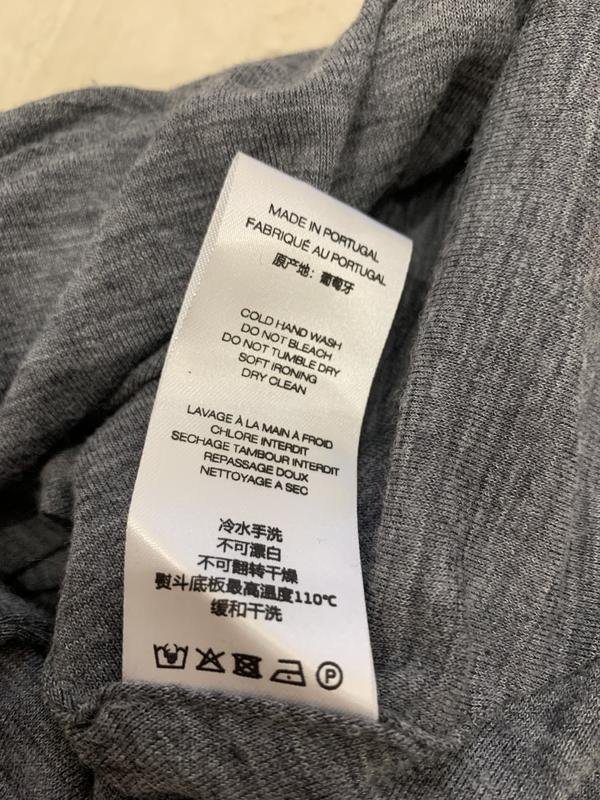 MADE IN PORTUGAL
FABRIQUÉ AU PORTUGAL
原产地：葡萄牙
COLD HAND WASH
DO NOT BLEACH
DO NOT TUMBLE DRY
SOFT IRONING
DRY CLEAN
LAVAGE À LA MAIN À FROID
CHLORE INTERDIT
SECHAGE TAMBOUR INTERDIT
REPASSAGE DOUX
NETTOYAGE A SEC
冷水手洗
不可漂白
不可翻转干燥
熨斗底板最高温度110℃
缓和干洗
P